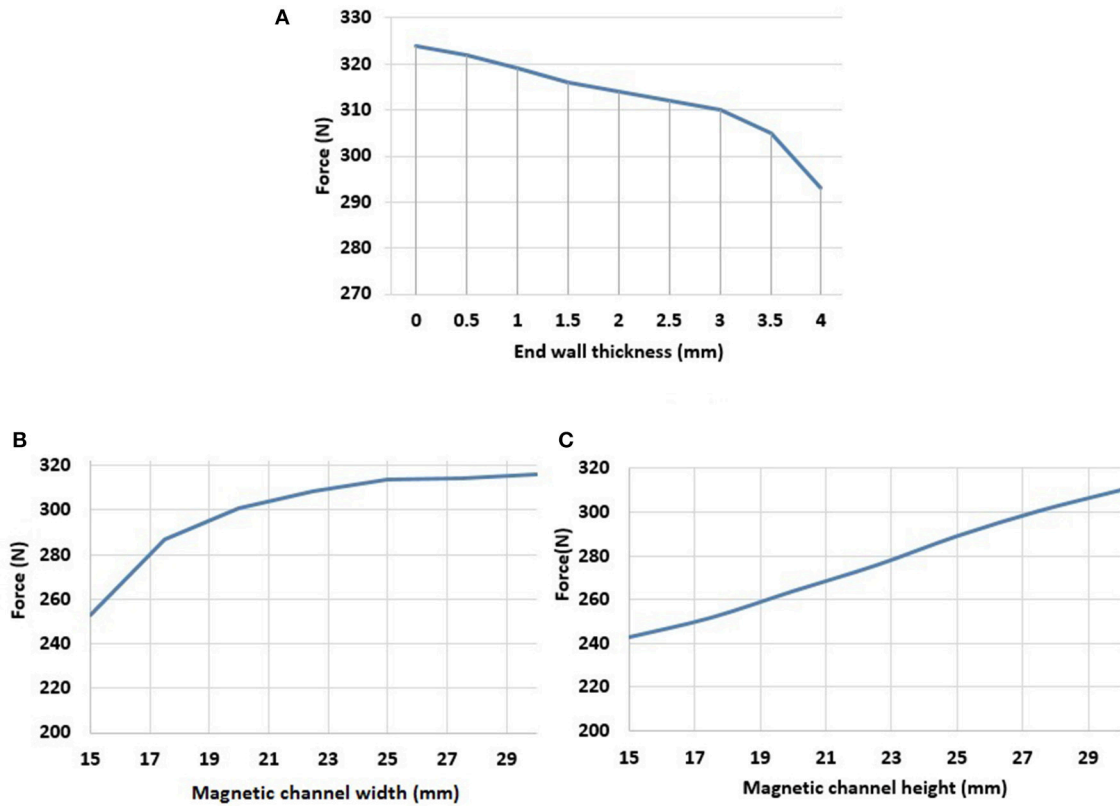 A
330
320
310
300
290
280
270
Force (N)
0 0.5 1 1.5 2 2.5 3 3.5 4
End wall thickness (mm)
B
320
300
280
260
240
220
200
Force (N)
15 17 19 21 23 25 27 29
Magnetic channel width (mm)
C
320
300
280
260
240
220
200
Force(N)
15 17 19 21 23 25 27 29
Magnetic channel height (mm)